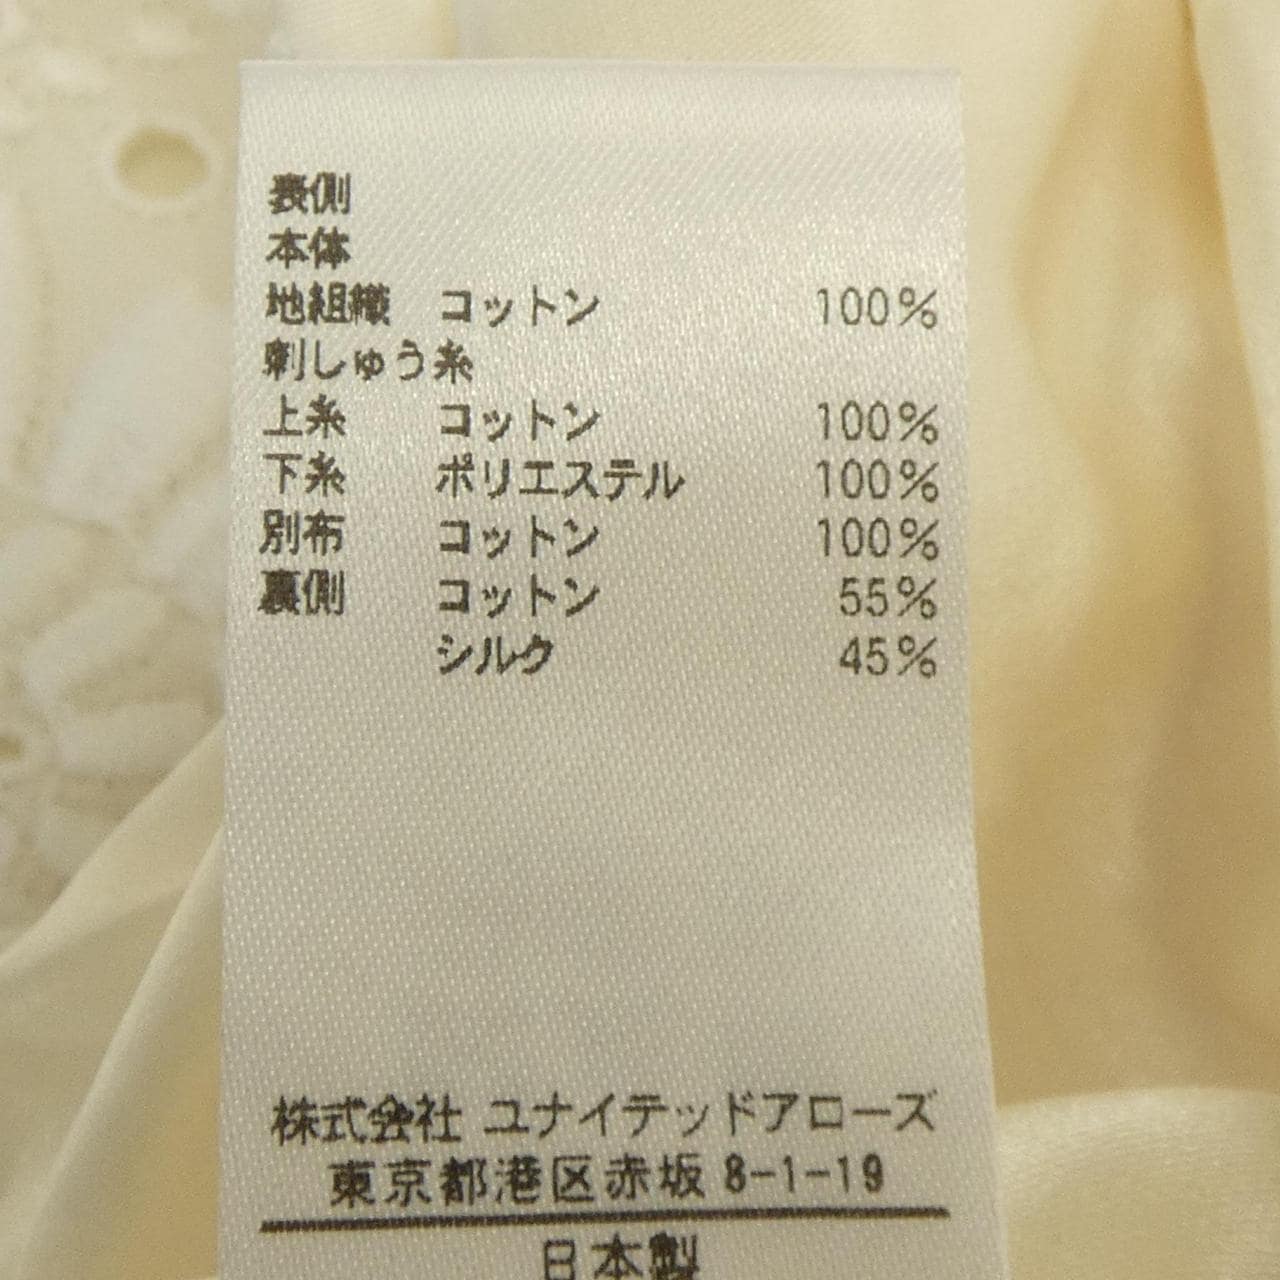 表側
本体
地組織 コットン 100%
刺しゅう糸
上糸 コットン 100%
下糸 ポリエステル 100%
別布 コットン 100%
裏側 コットン 55%
シルク 45%
株式会社 ユナイテッドアローズ
東京都港区赤坂 8-1-19
日本製